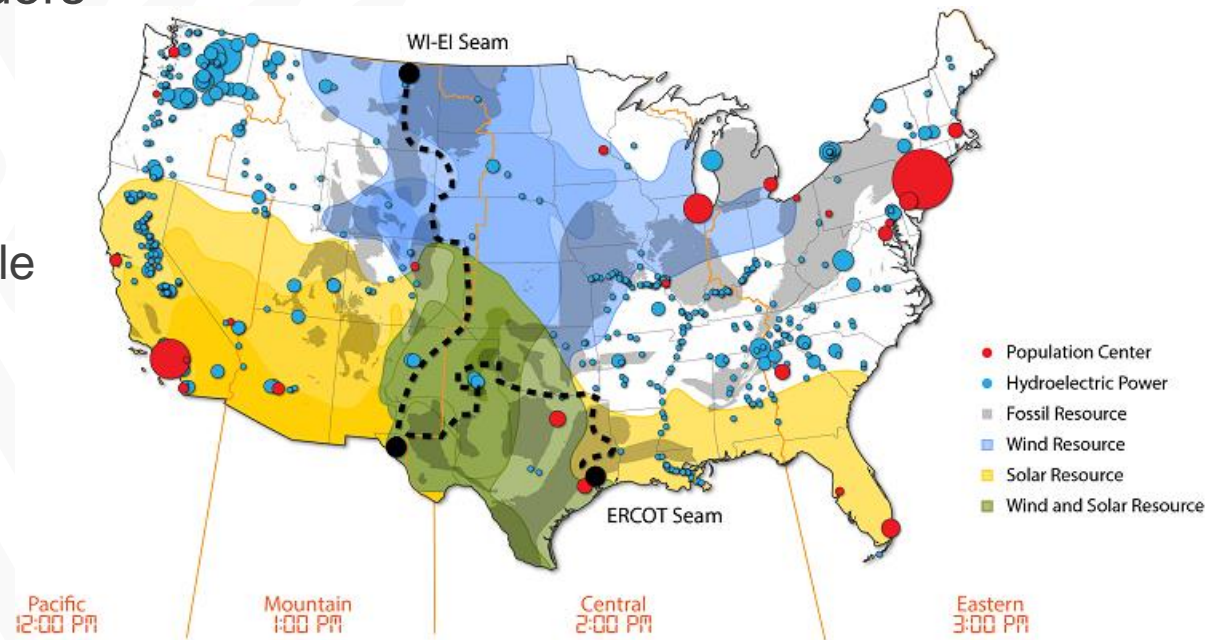 WI-EI Seam
Population Center
Hydroelectric Power
Fossil Resource
Wind Resource
Solar Resource
Wind and Solar Resource
ERCOT Seam
Pacific
12:00 PM
Mountain
1:00 PM
Central
2:00 PM
Eastern
3:00 PM